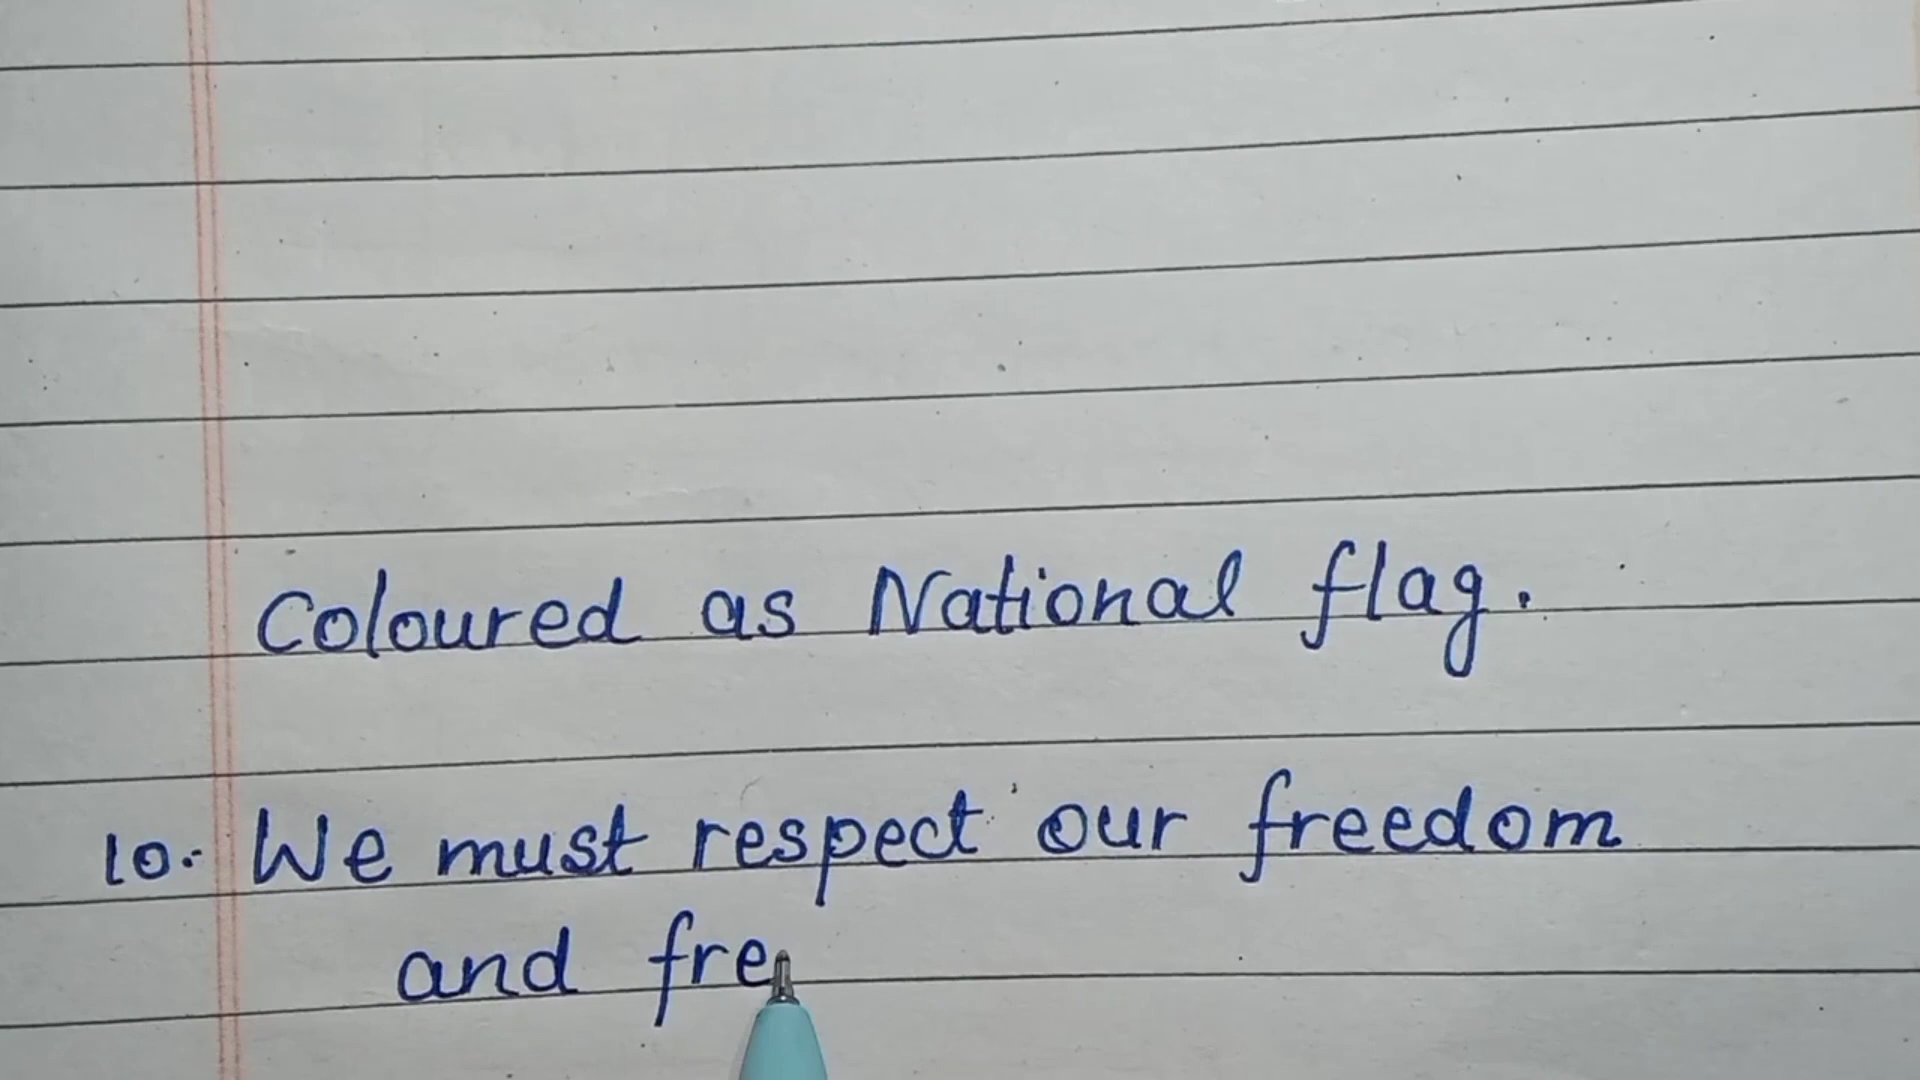 Coloured as National flag.
10. We must respect our freedom
and fre